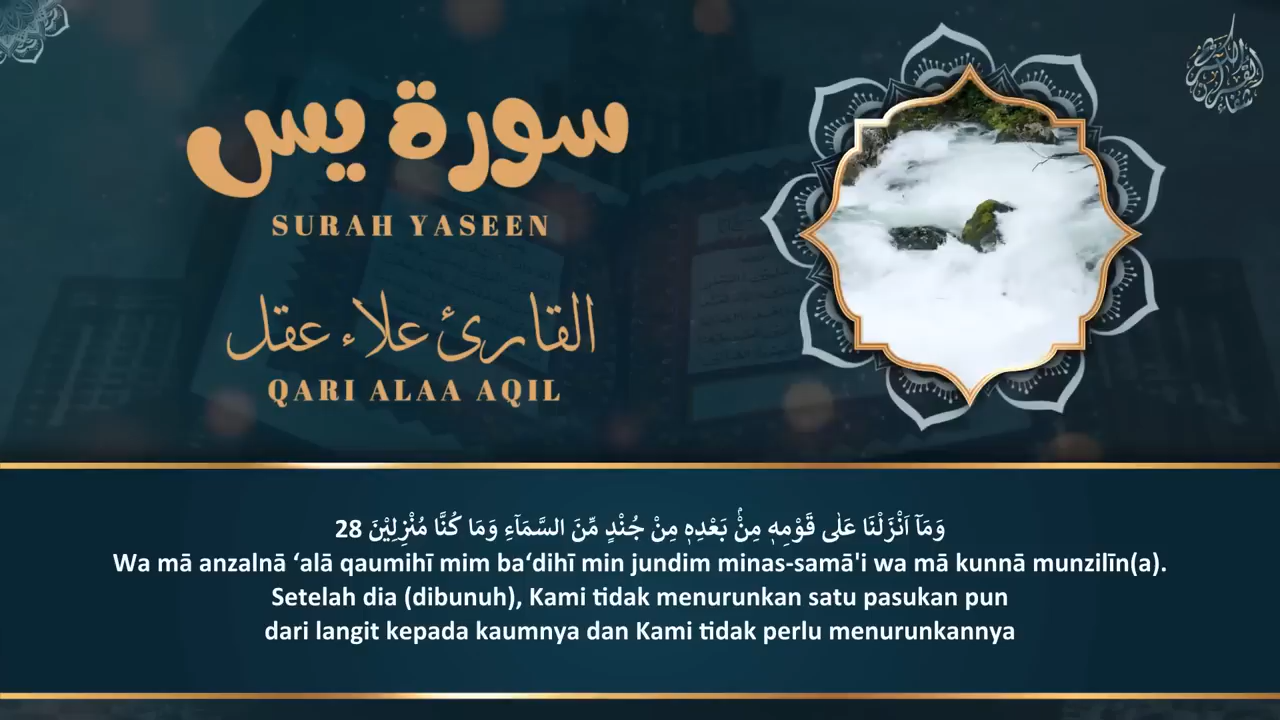 سورة يس
SURAH YASEEN
القارئ علاء عقل
QARI ALAA AQIL
وَمَآ اَنْزَلْنَا عَلٰى قَوْمِهٖ مِنْۢ بَعْدِهٖ مِنْ جُنْدٍ مِّنَ السَّمَاۤءِ وَمَا كُنَّا مُنْزِلِيْنَ 28
Wa mā anzalnā ‘alā qaumihī mim ba‘dihī min jundim minas-samā'i wa mā kunnā munzilīn(a).
Setelah dia (dibunuh), Kami tidak menurunkan satu pasukan pun
dari langit kepada kaumnya dan Kami tidak perlu menurunkannya